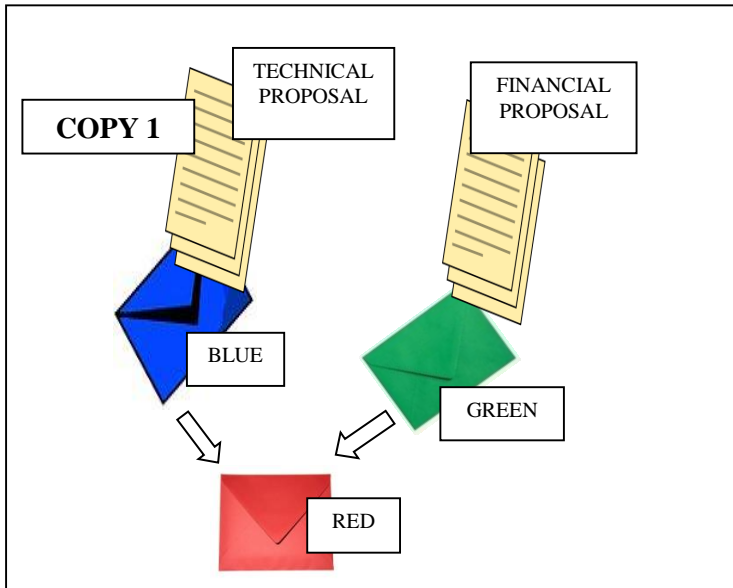 TECHNICAL
PROPOSAL
FINANCIAL
PROPOSAL
COPY 1
BLUE
GREEN
RED